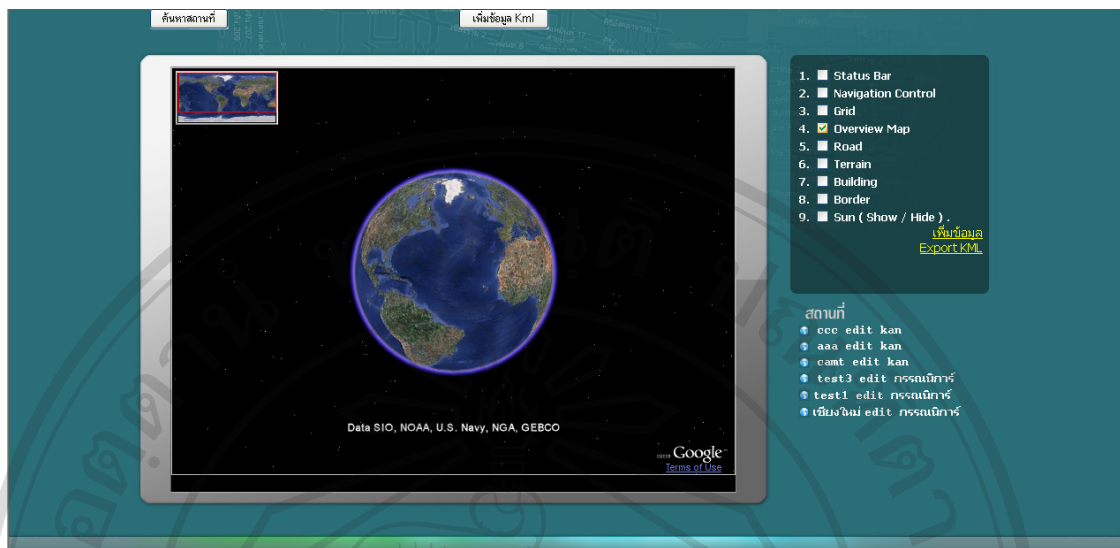 ค้นหาสถานที่
เพิ่มข้อมูล Kml
1. Status Bar
2. Navigation Control
3. Grid
4. Overview Map
5. Road
6. Terrain
7. Building
8. Border
9. Sun ( Show / Hide ) .
เพิ่มข้อมูล
Export KML
สถานที่
ccc edit kan
aaa edit kan
camt edit kan
test3 edit กรรณนิการ์
test1 edit กรรณนิการ์
เชียงใหม่ edit กรรณนิการ์
Data SIO, NOAA, U.S. Navy, NGA, GEBCO
Google
Terms of Use